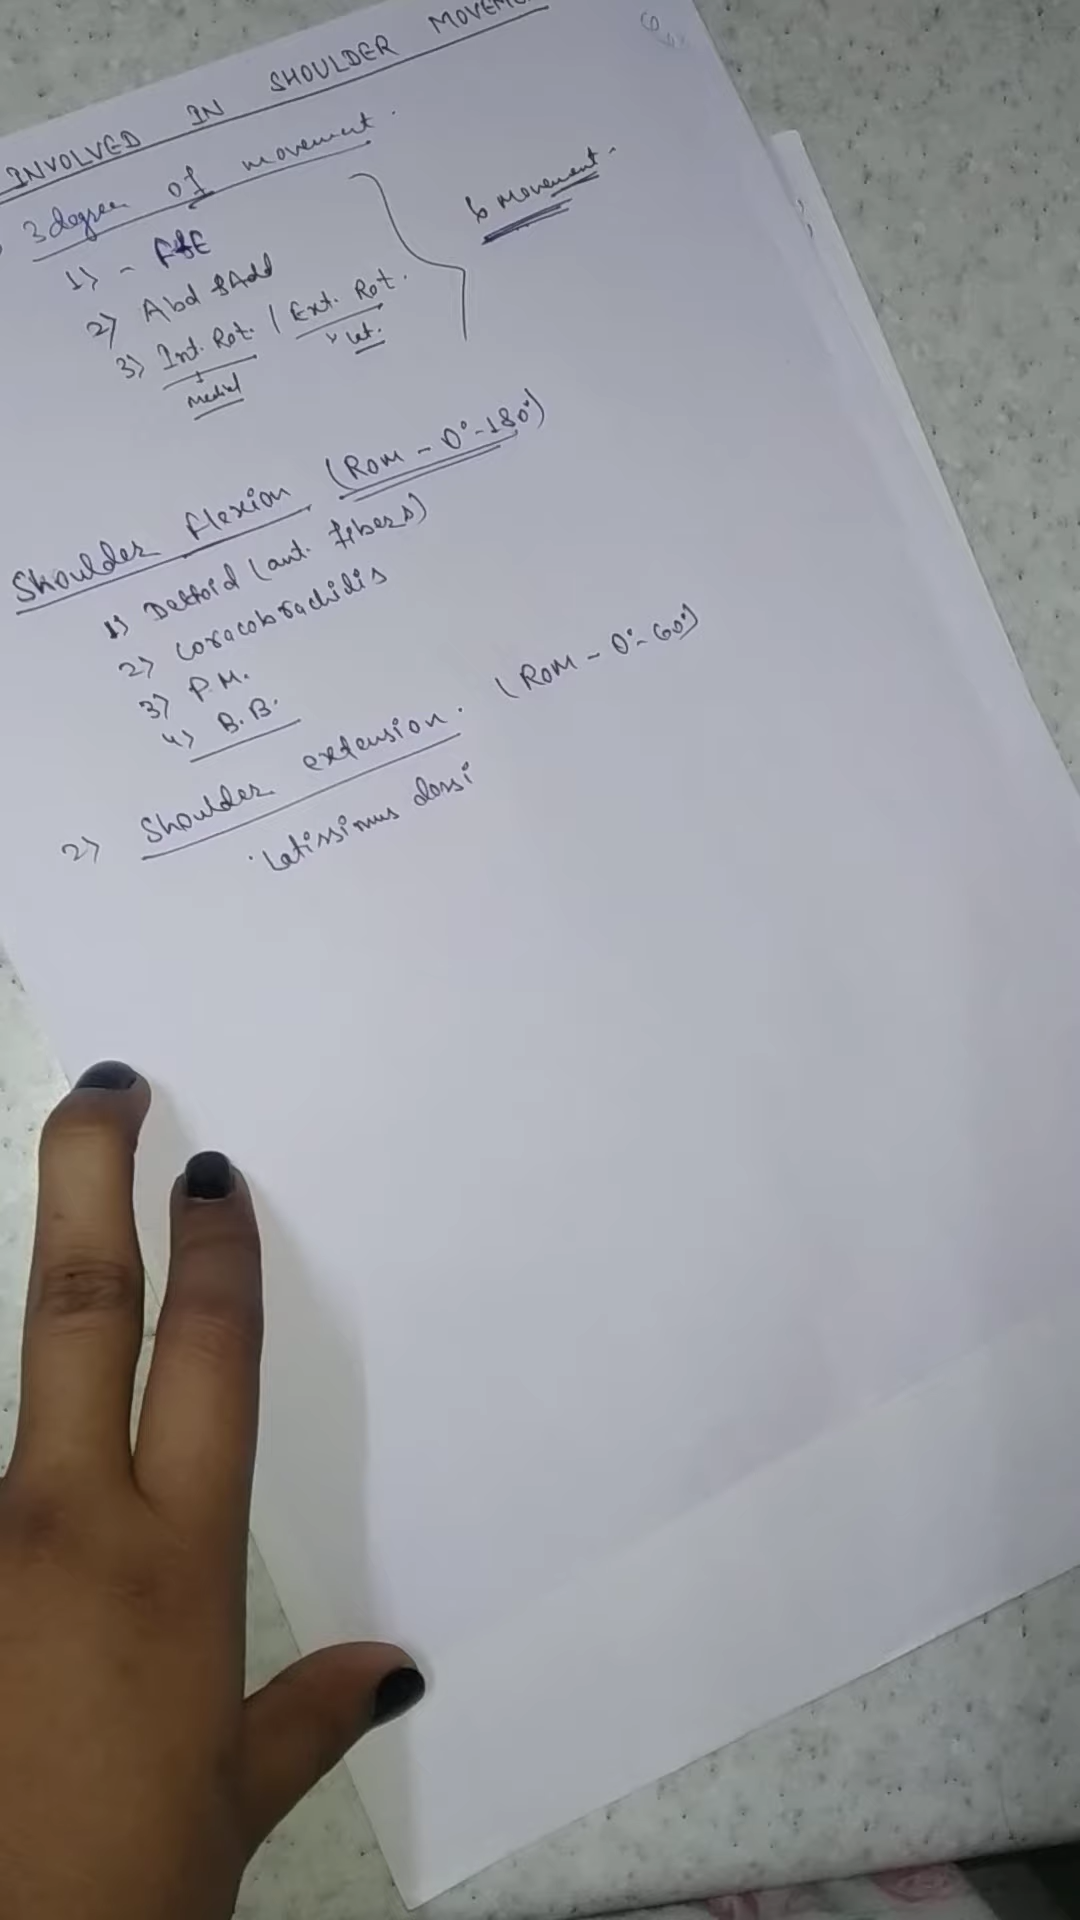 INVOLVED IN SHOULDER MOVEME
3 degree of movement.
1) - F&E
2) Abd & Add
3) Int. Rot. / Ext. Rot.
Medial
Lat.
6 Movement.
Shoulder flexion (ROM - 0°-180°)
1) Deltoid (ant. fibers)
2) Coracobrachialis
3) P.M.
4) B.B.
2) Shoulder extension. (ROM - 0°-60°)
Latissimus dorsi